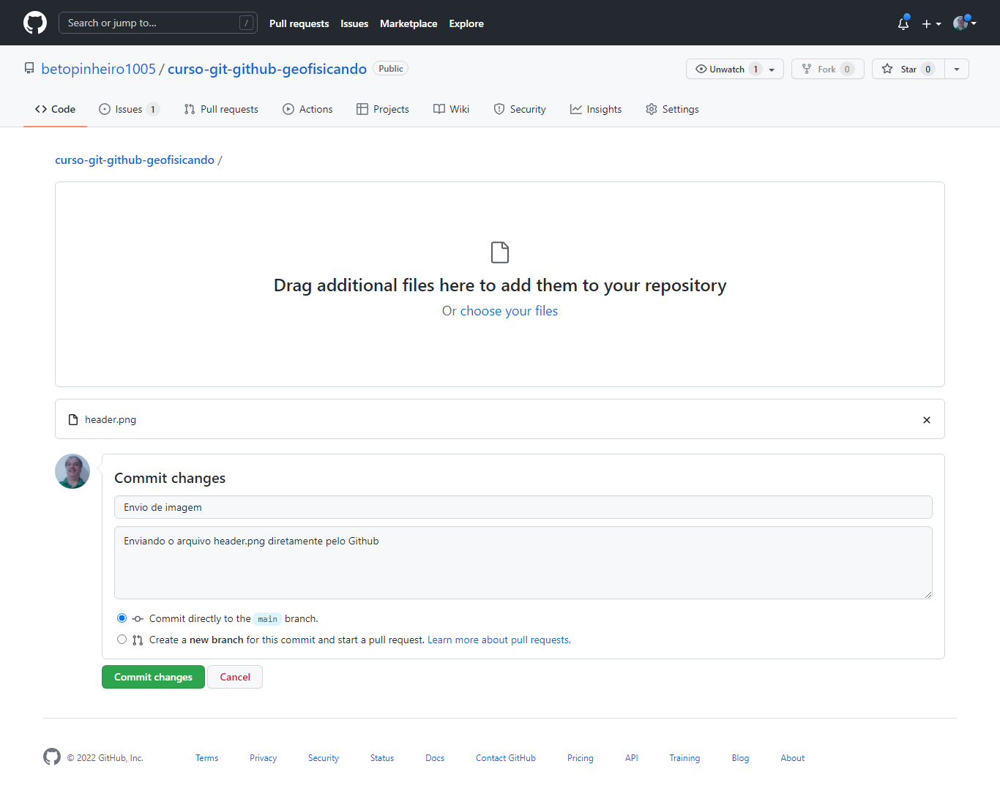 Search or jump to... /
Pull requests Issues Marketplace Explore
betopinheiro1005 / curso-git-github-geofisicando Public
Unwatch 1 Fork 0 Star 0
Code Issues 1 Pull requests Actions Projects Wiki Security Insights Settings
curso-git-github-geofisicando /
Drag additional files here to add them to your repository
Or choose your files
header.png
Commit changes
Envio de imagem
Enviando o arquivo header.png diretamente pelo Github
Commit directly to the main branch.
Create a new branch for this commit and start a pull request. Learn more about pull requests.
Commit changes Cancel
© 2022 GitHub, Inc. Terms Privacy Security Status Docs Contact GitHub Pricing API Training Blog About